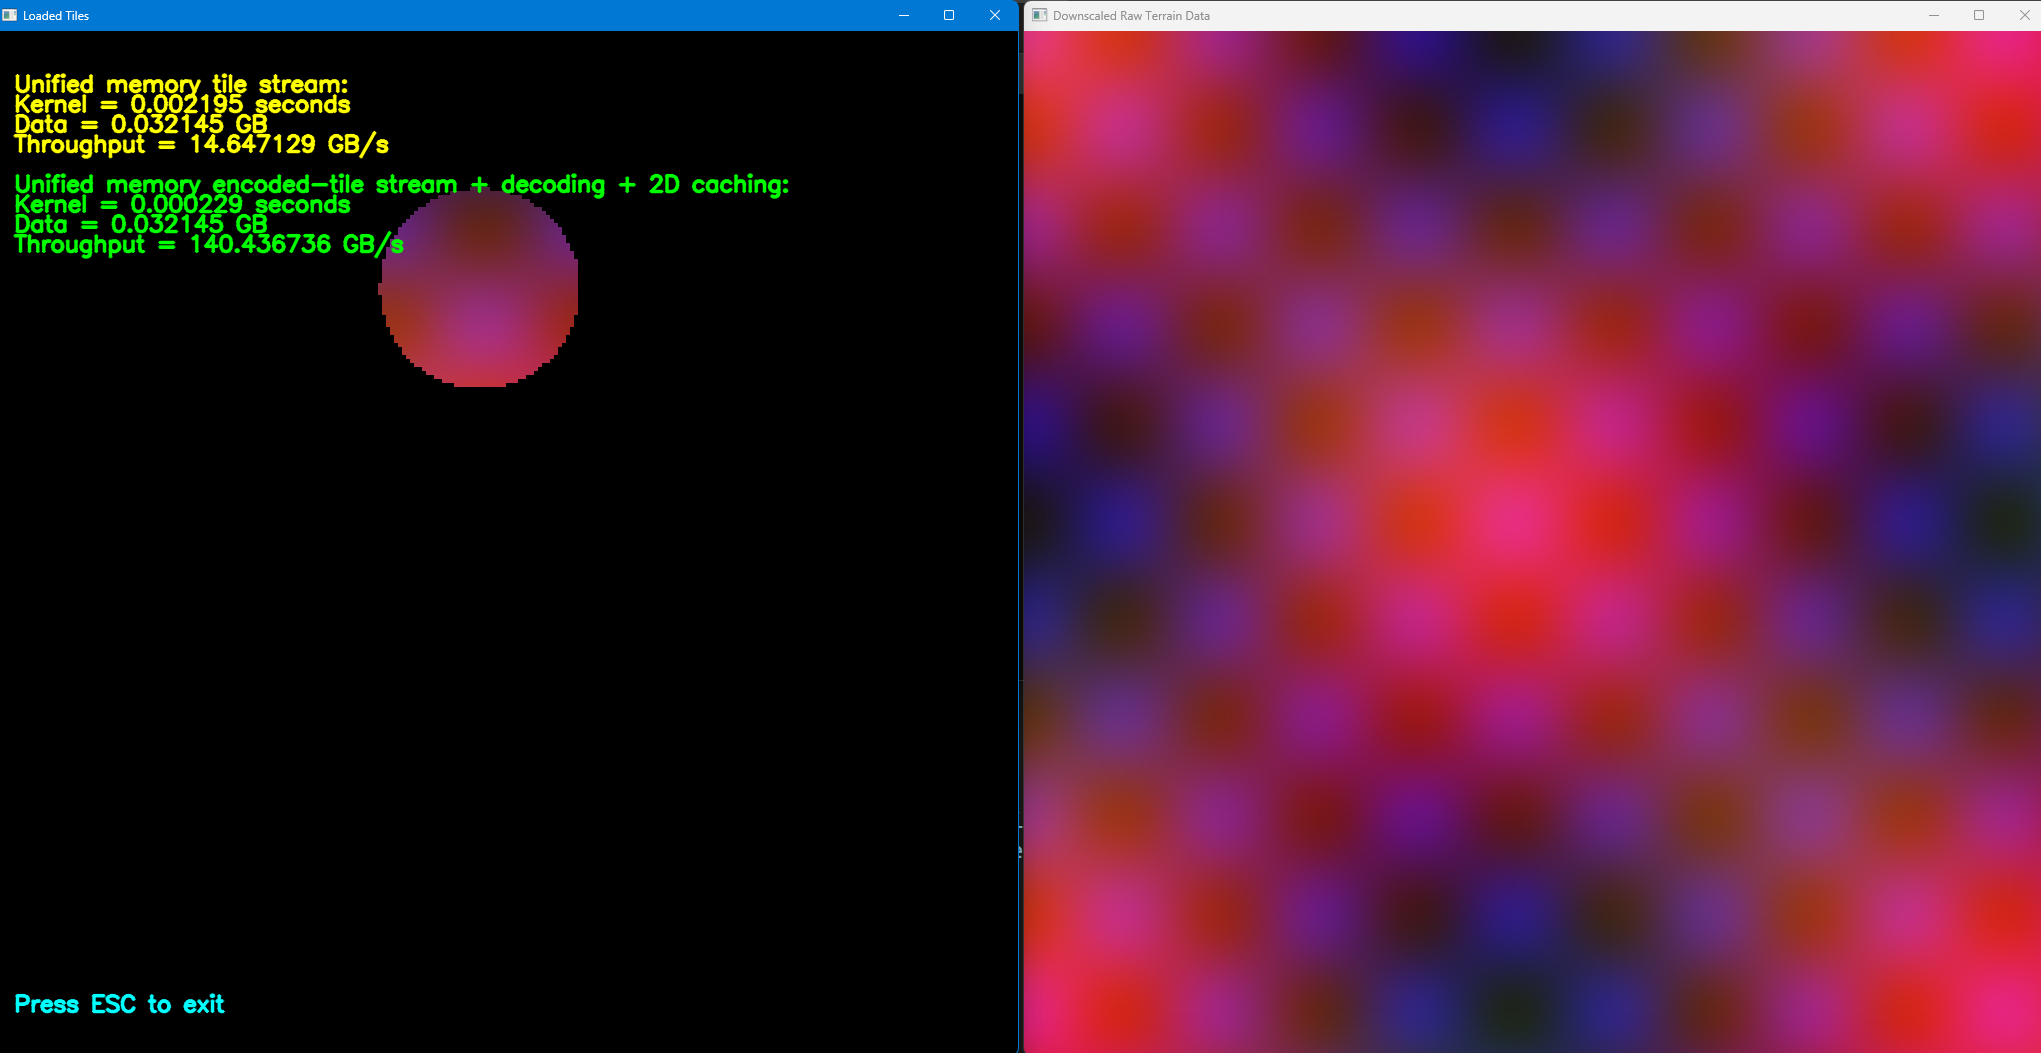 Loaded Tiles
Downscaled Raw Terrain Data
Unified memory tile stream:
Kernel = 0.002195 seconds
Data = 0.032145 GB
Throughput = 14.647129 GB/s
Unified memory encoded-tile stream + decoding + 2D caching:
Kernel = 0.000229 seconds
Data = 0.032145 GB
Throughput = 140.436736 GB/s
Press ESC to exit